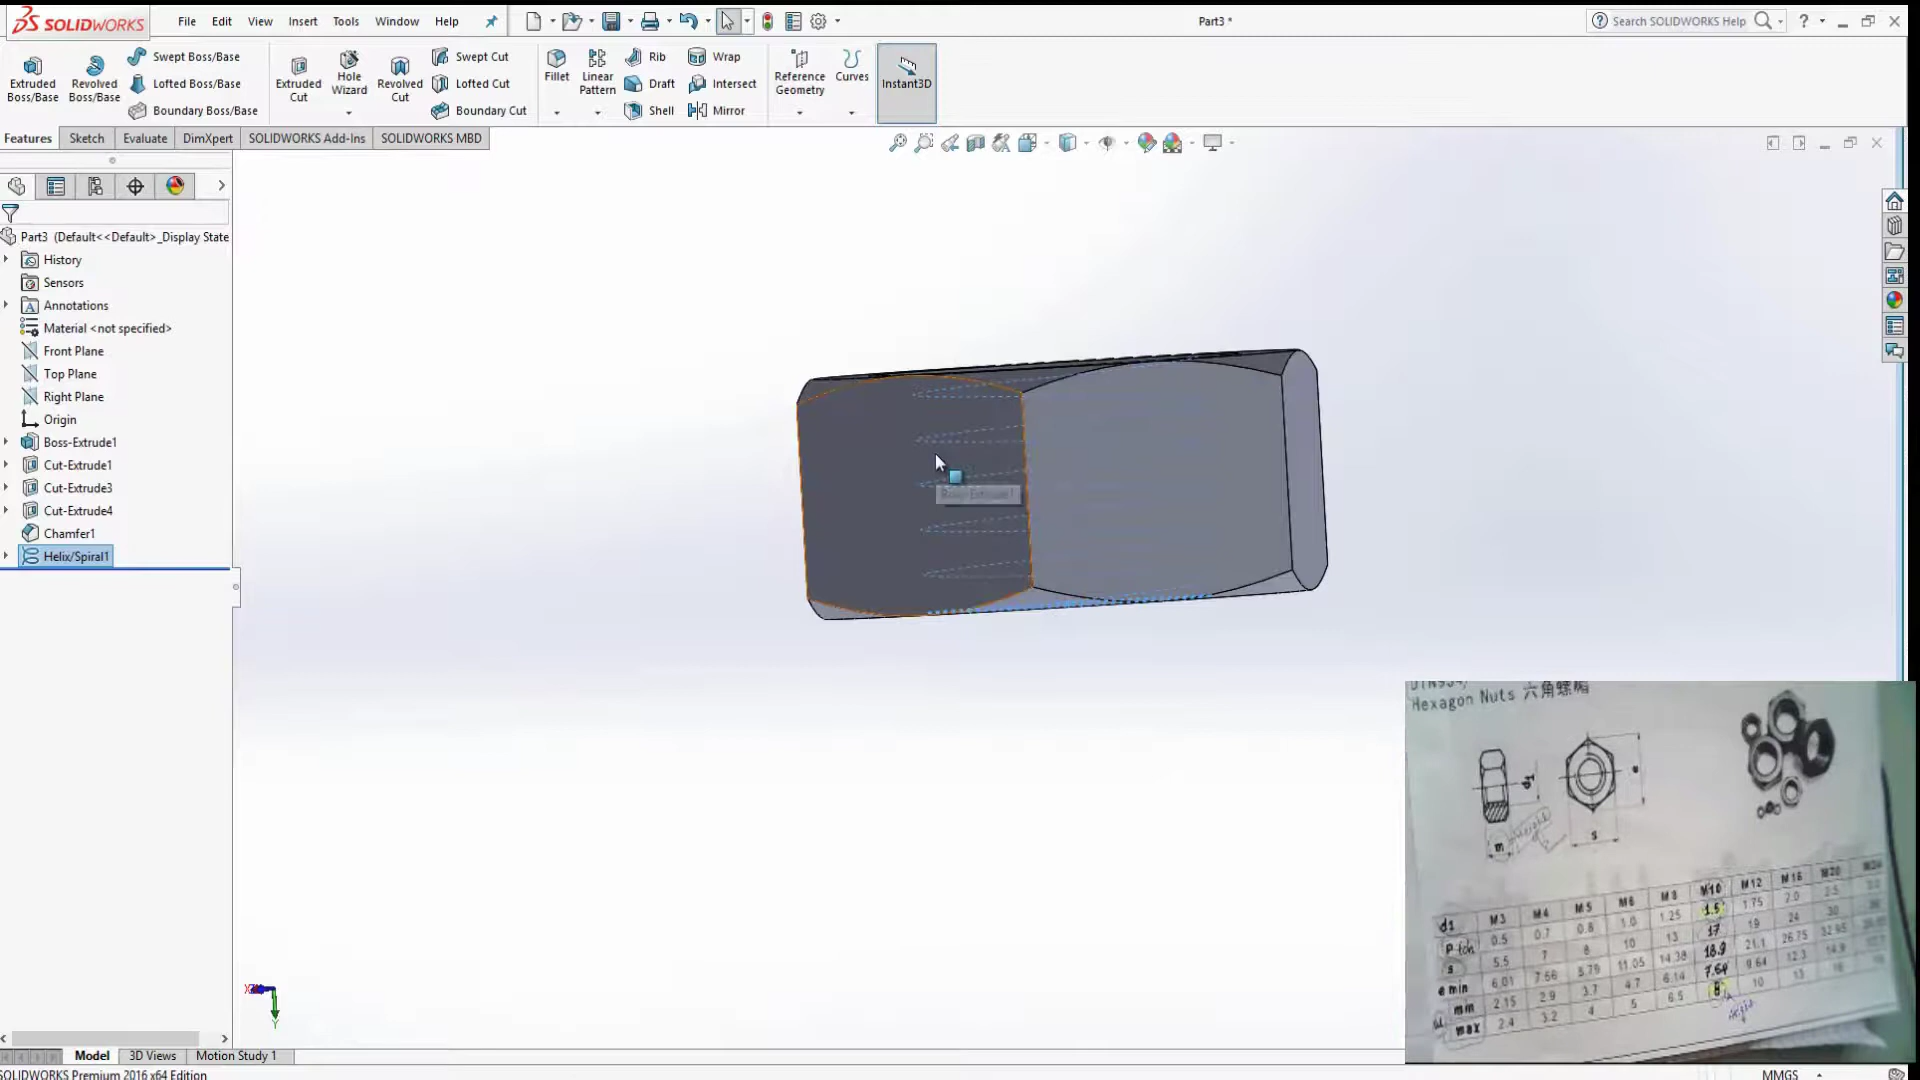 SOLIDWORKS
File Edit View Insert Tools Window Help
Part3 *
Search SOLIDWORKS Help
Extruded Boss/Base
Revolved Boss/Base
Swept Boss/Base
Lofted Boss/Base
Boundary Boss/Base
Extruded Cut
Hole Wizard
Revolved Cut
Swept Cut
Lofted Cut
Boundary Cut
Fillet
Linear Pattern
Rib
Draft
Shell
Wrap
Intersect
Mirror
Reference Geometry
Curves
Instant3D
Features Sketch Evaluate DimXpert SOLIDWORKS Add-Ins SOLIDWORKS MBD
Part3 (Default<<Default>_Display State
History
Sensors
Annotations
Material <not specified>
Front Plane
Top Plane
Right Plane
Origin
Boss-Extrude1
Cut-Extrude1
Cut-Extrude3
Cut-Extrude4
Chamfer1
Helix/Spiral1
Boss-Extrude1
Y
Hexagon Nuts 六角螺帽
d1
e
Height
m
s
d1 M3 M4 M5 M6 M8 M10 M12 M16 M20 M24
P 0.5 0.7 0.8 1.0 1.25 1.5 1.75 2.0 2.5
s 5.5 7 8 10 13 17 19 24 30
e min 6.01 7.66 8.79 11.05 14.38 18.9 21.1 26.75 32.95
min 2.15 2.9 3.7 4.7 6.14 7.64 9.64 12.3 14.9
max 2.4 3.2 4 5 6.5 8 10 13 16
Model 3D Views Motion Study 1
SOLIDWORKS Premium 2016 x64 Edition
MMGS